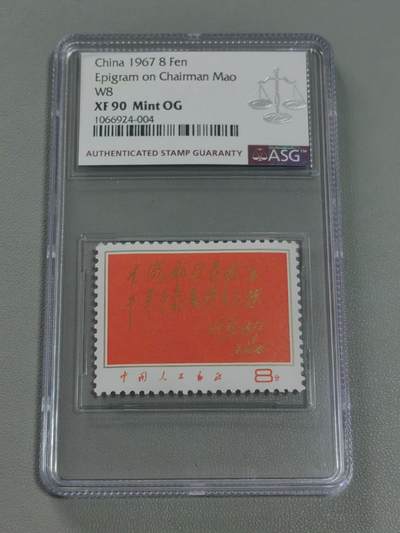 China 1967 8 Fen
Epigram on Chairman Mao
W8
XF 90 Mint OG
1066924-004
AUTHENTICATED STAMP GUARANTY
ASG™
中国人民邮政 8分